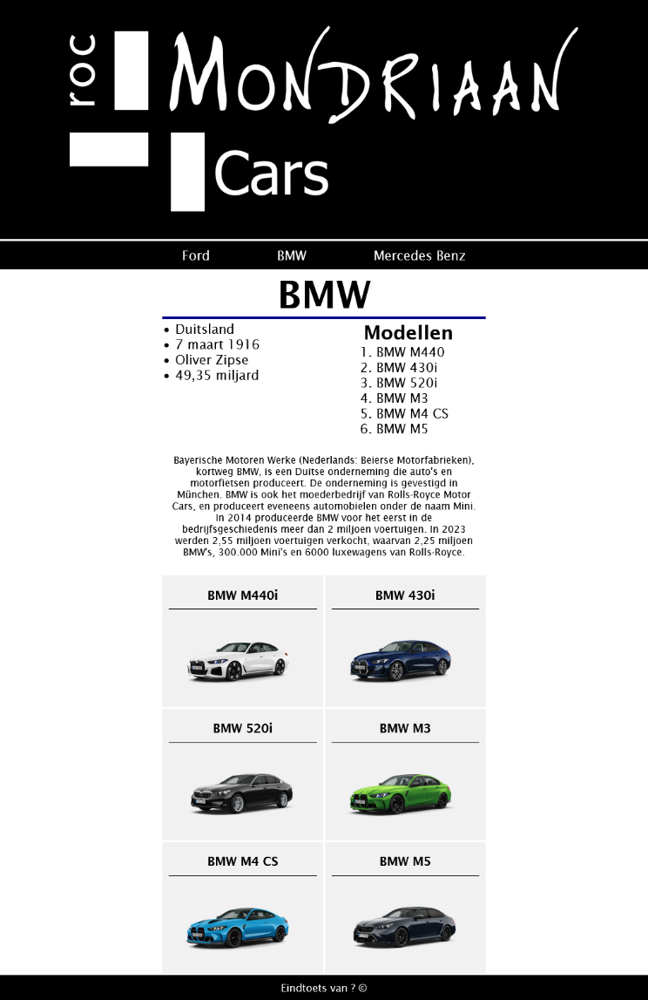 roc
MONDRIAAN
Cars
Ford BMW Mercedes Benz
BMW
• Duitsland
• 7 maart 1916
• Oliver Zipse
• 49,35 miljard
Modellen
1. BMW M440
2. BMW 430i
3. BMW 520i
4. BMW M3
5. BMW M4 CS
6. BMW M5
Bayerische Motoren Werke (Nederlands: Beierse Motorfabrieken),
kortweg BMW, is een Duitse onderneming die auto's en
motorfietsen produceert. De onderneming is gevestigd in
München. BMW is ook het moederbedrijf van Rolls-Royce Motor
Cars, en produceert eveneens automobielen onder de naam Mini.
In 2014 produceerde BMW voor het eerst in de
bedrijfsgeschiedenis meer dan 2 miljoen voertuigen. In 2023
werden 2,55 miljoen voertuigen verkocht, waarvan 2,25 miljoen
BMW's, 300.000 Mini's en 6000 luxewagens van Rolls-Royce.
BMW M440i
BMW 430i
BMW 520i
BMW M3
BMW M4 CS
BMW M5
Eindtoets van ? ©